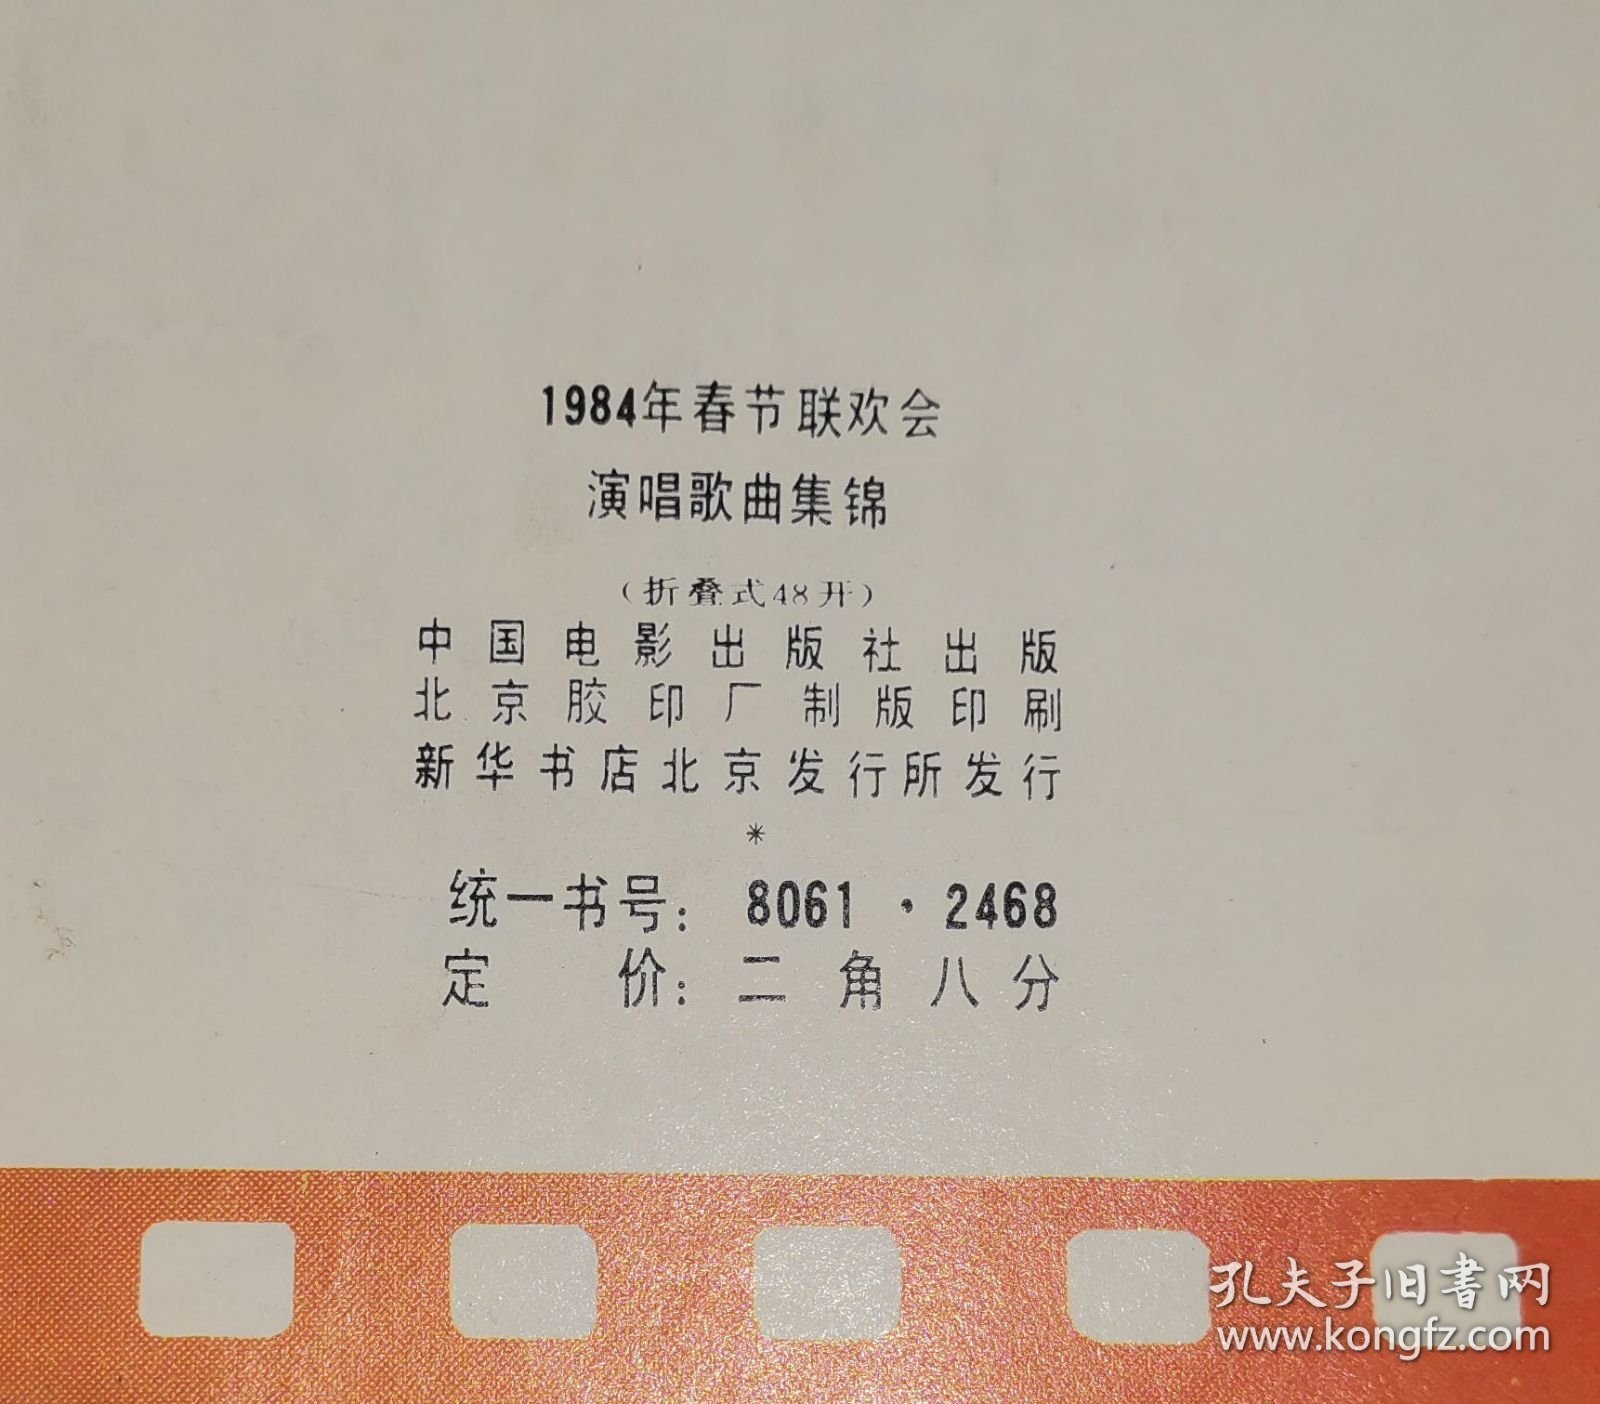 1984年春节联欢会
演唱歌曲集锦
（折叠式48开）
中国电影出版社出版
北京胶印厂制版印刷
新华书店北京发行所发行
*
统一书号：8061·2468
定价：二角八分
孔夫子旧書网
www.kongfz.com